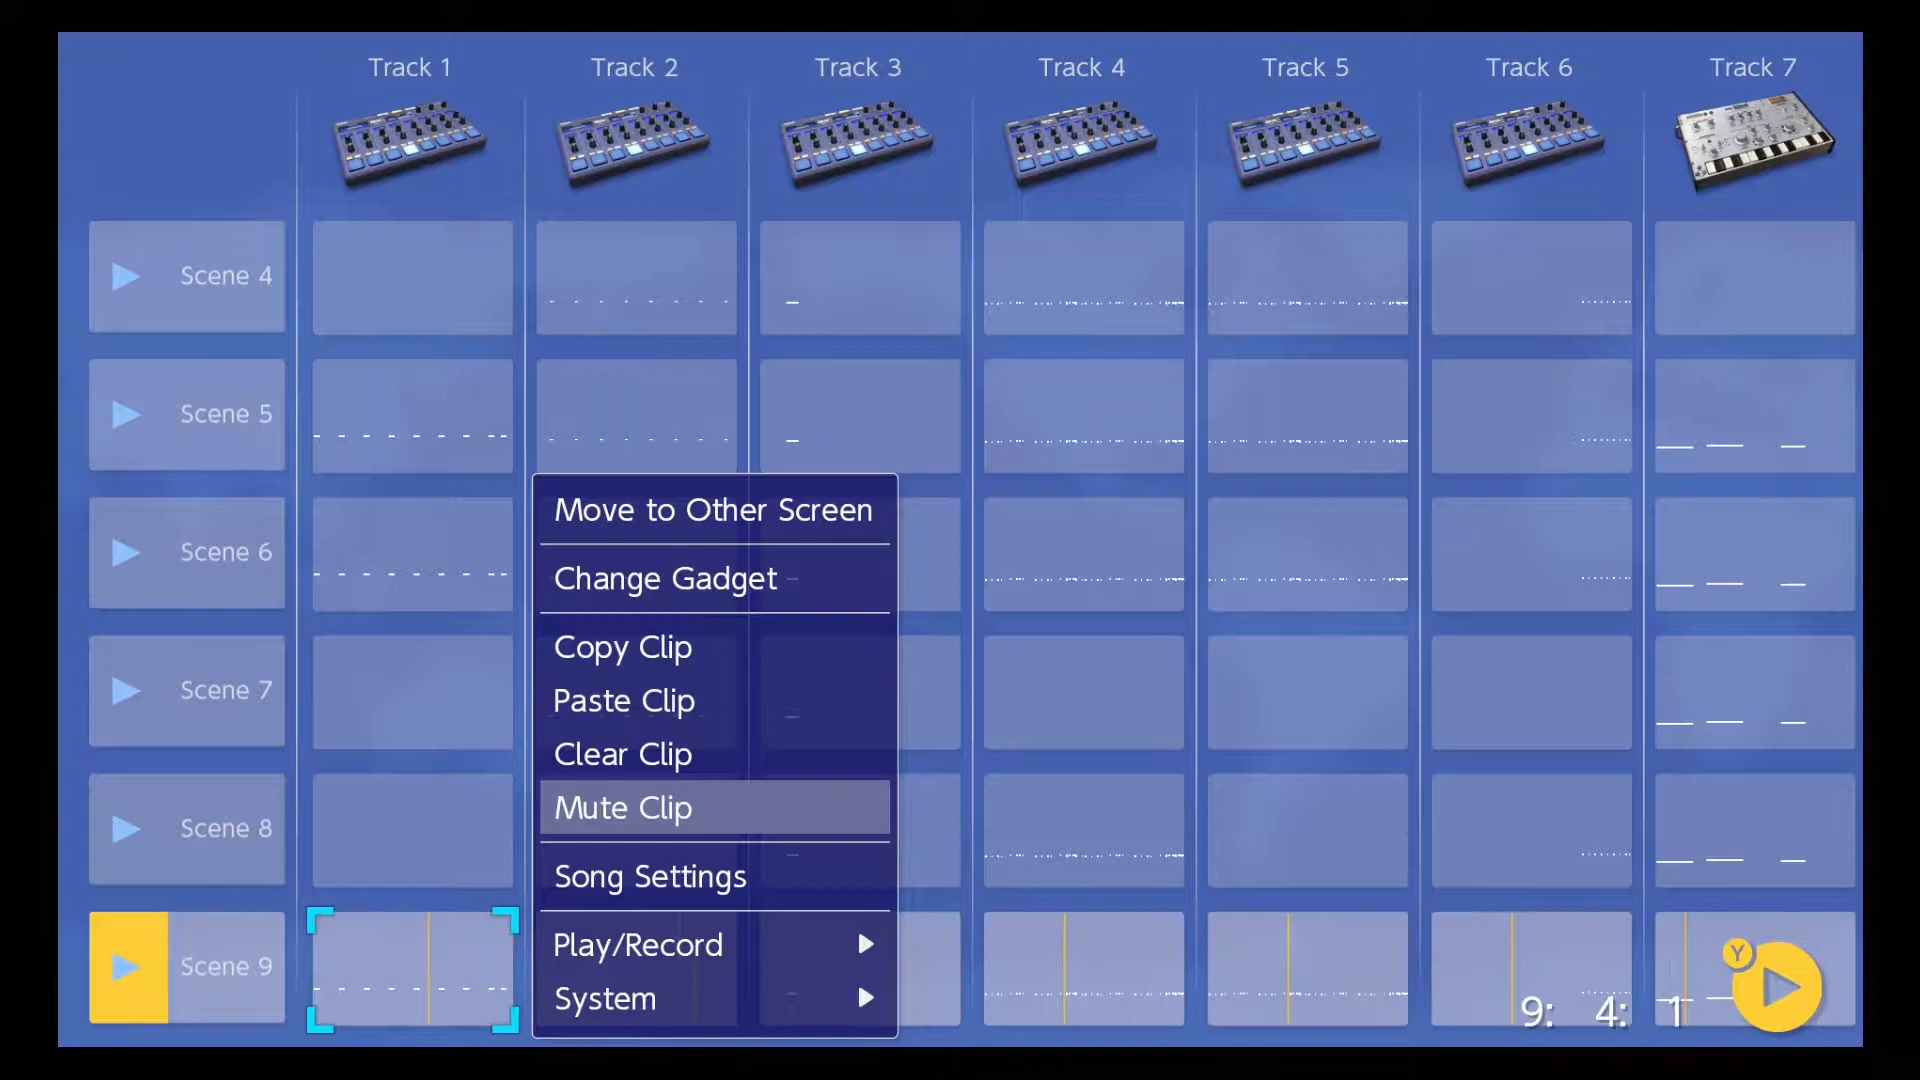 Track 1
Track 2
Track 3
Track 4
Track 5
Track 6
Track 7
Scene 4
Scene 5
Scene 6
Scene 7
Scene 8
Scene 9
Move to Other Screen
Change Gadget
Copy Clip
Paste Clip
Clear Clip
Mute Clip
Song Settings
Play/Record
System
9: 4: 1
Y